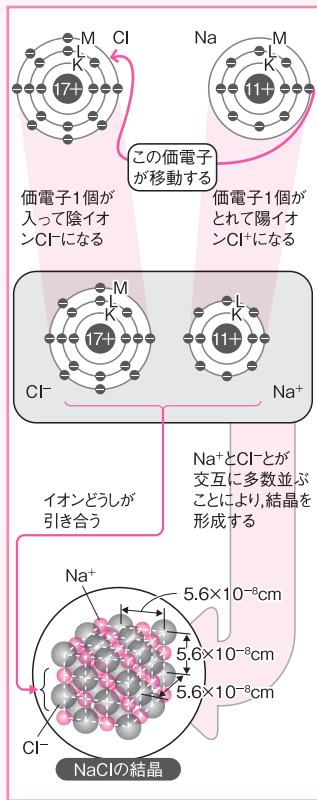 M
Cl
L
K
17+
Na
M
L
K
11+
この価電子
が移動する
価電子1個が
入って陰イオ
ンCl⁻になる
価電子1個が
とれて陽イオ
ンCl⁺になる
M
L
K
17+
Cl⁻
L
K
11+
Na⁺
イオンどうしが
引き合う
Na⁺とCl⁻とが
交互に多数並ぶ
ことにより,結晶を
形成する
Na⁺
5.6×10⁻⁸cm
5.6×10⁻⁸cm
5.6×10⁻⁸cm
Cl⁻
NaClの結晶